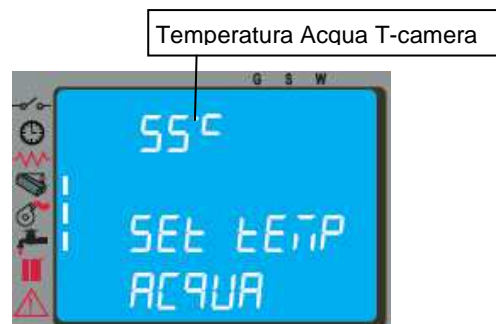 Temperatura Acqua T-camera
G S W
55°C
SET TEMP
ACQUA